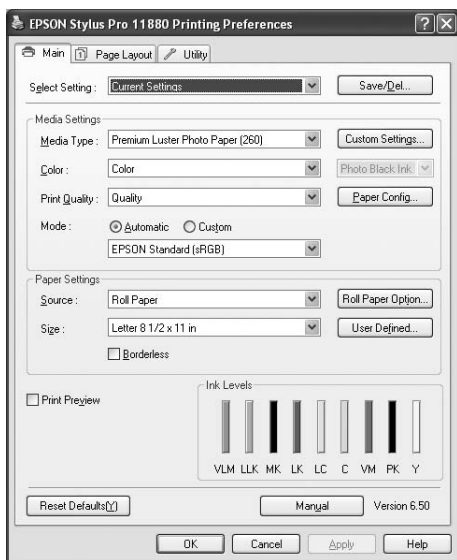 EPSON Stylus Pro 11880 Printing Preferences
Main Page Layout Utility
Select Setting : Current Settings Save/Del...
Media Settings
Media Type : Premium Luster Photo Paper (260) Custom Settings...
Color : Color Photo Black Ink
Print Quality : Quality Paper Config...
Mode : Automatic Custom
EPSON Standard (sRGB)
Paper Settings
Source : Roll Paper Roll Paper Option...
Size : Letter 8 1/2 x 11 in User Defined...
Borderless
Print Preview
Ink Levels
VLM LLK MK LK LC C VM PK Y
Reset Defaults(Y) Manual Version 6.50
OK Cancel Apply Help